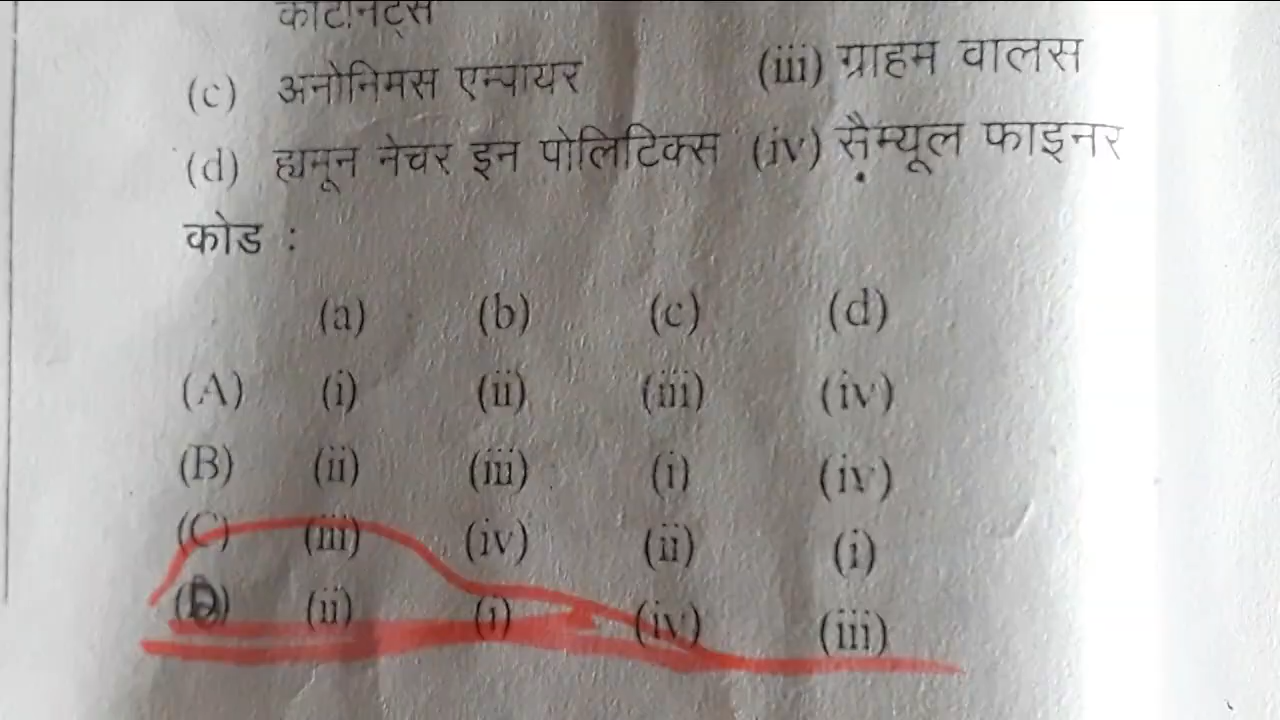 कांटिनेंट्स
(c) अनोनिमस एम्पायर (iii) ग्राहम वालस
(d) ह्यमून नेचर इन पोलिटिक्स (iv) सैम्यूल फाइनर
कोड :
(a) (b) (c) (d)
(A) (i) (ii) (iii) (iv)
(B) (ii) (iii) (i) (iv)
(C) (iii) (iv) (ii) (i)
(D) (ii) (i) (iv) (iii)